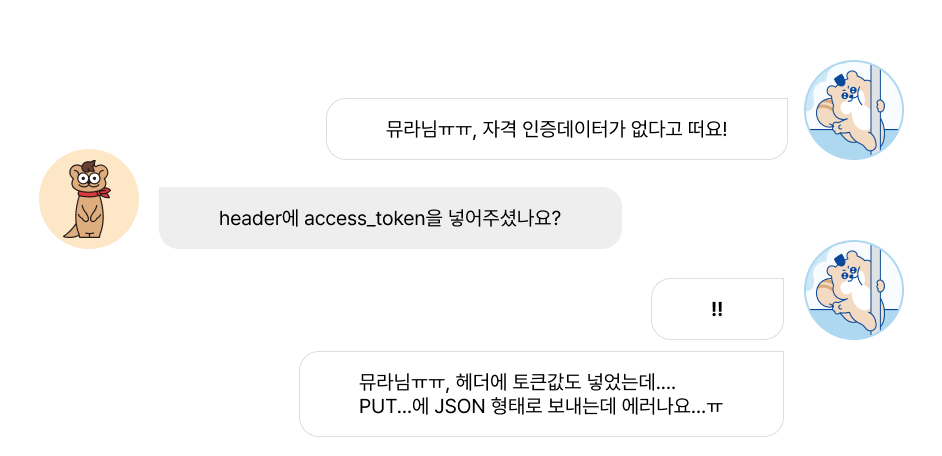 뮤라님ㅠㅠ, 자격 인증데이터가 없다고 떠요!
header에 access_token을 넣어주셨나요?
!!
뮤라님ㅠㅠ, 헤더에 토큰값도 넣었는데....
PUT...에 JSON 형태로 보내는데 에러나요...ㅠ